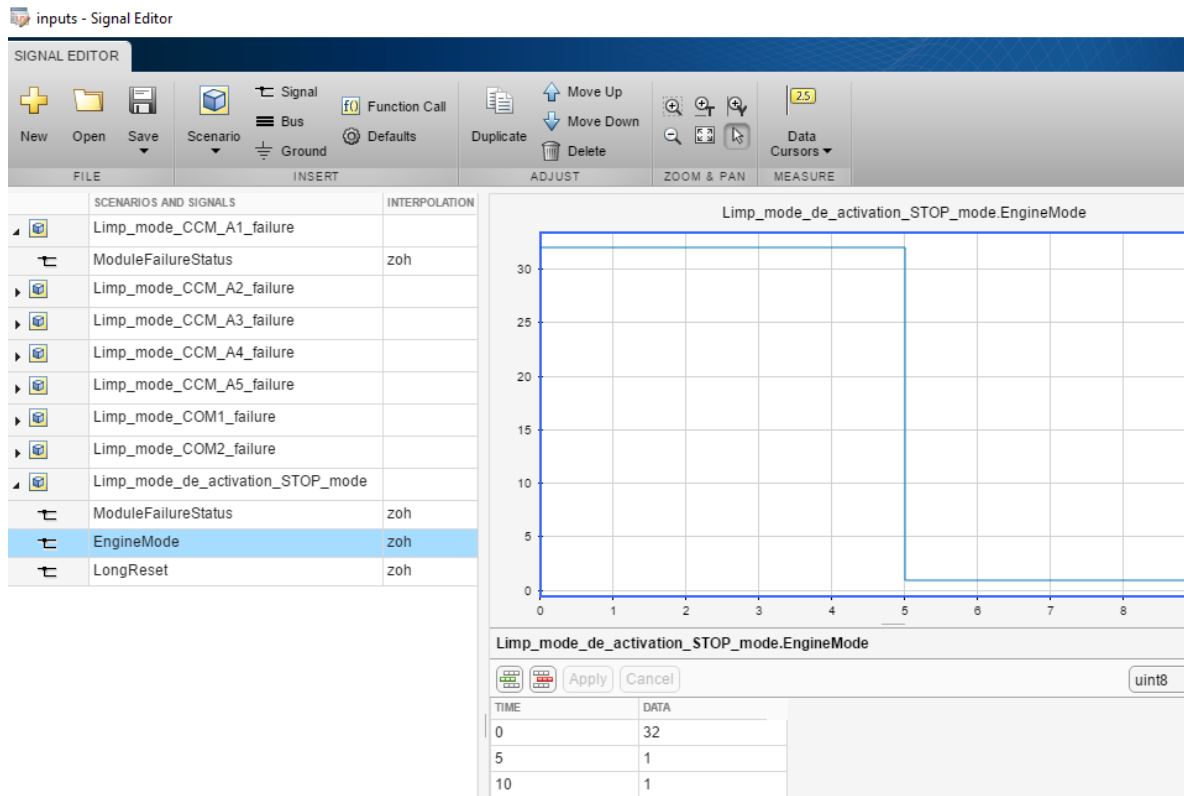 inputs - Signal Editor
SIGNAL EDITOR
New
Open
Save
Scenario
Signal
Bus
Ground
f() Function Call
Defaults
Duplicate
Move Up
Move Down
Delete
2.5
Data
Cursors
FILE
INSERT
ADJUST
ZOOM & PAN
MEASURE
SCENARIOS AND SIGNALS INTERPOLATION
Limp_mode_CCM_A1_failure
ModuleFailureStatus zoh
Limp_mode_CCM_A2_failure
Limp_mode_CCM_A3_failure
Limp_mode_CCM_A4_failure
Limp_mode_CCM_A5_failure
Limp_mode_COM1_failure
Limp_mode_COM2_failure
Limp_mode_de_activation_STOP_mode
ModuleFailureStatus zoh
EngineMode zoh
LongReset zoh
Limp_mode_de_activation_STOP_mode.EngineMode
30
25
20
15
10
5
0
0 1 2 3 4 5 6 7 8
Limp_mode_de_activation_STOP_mode.EngineMode
Apply Cancel uint8
TIME DATA
0 32
5 1
10 1